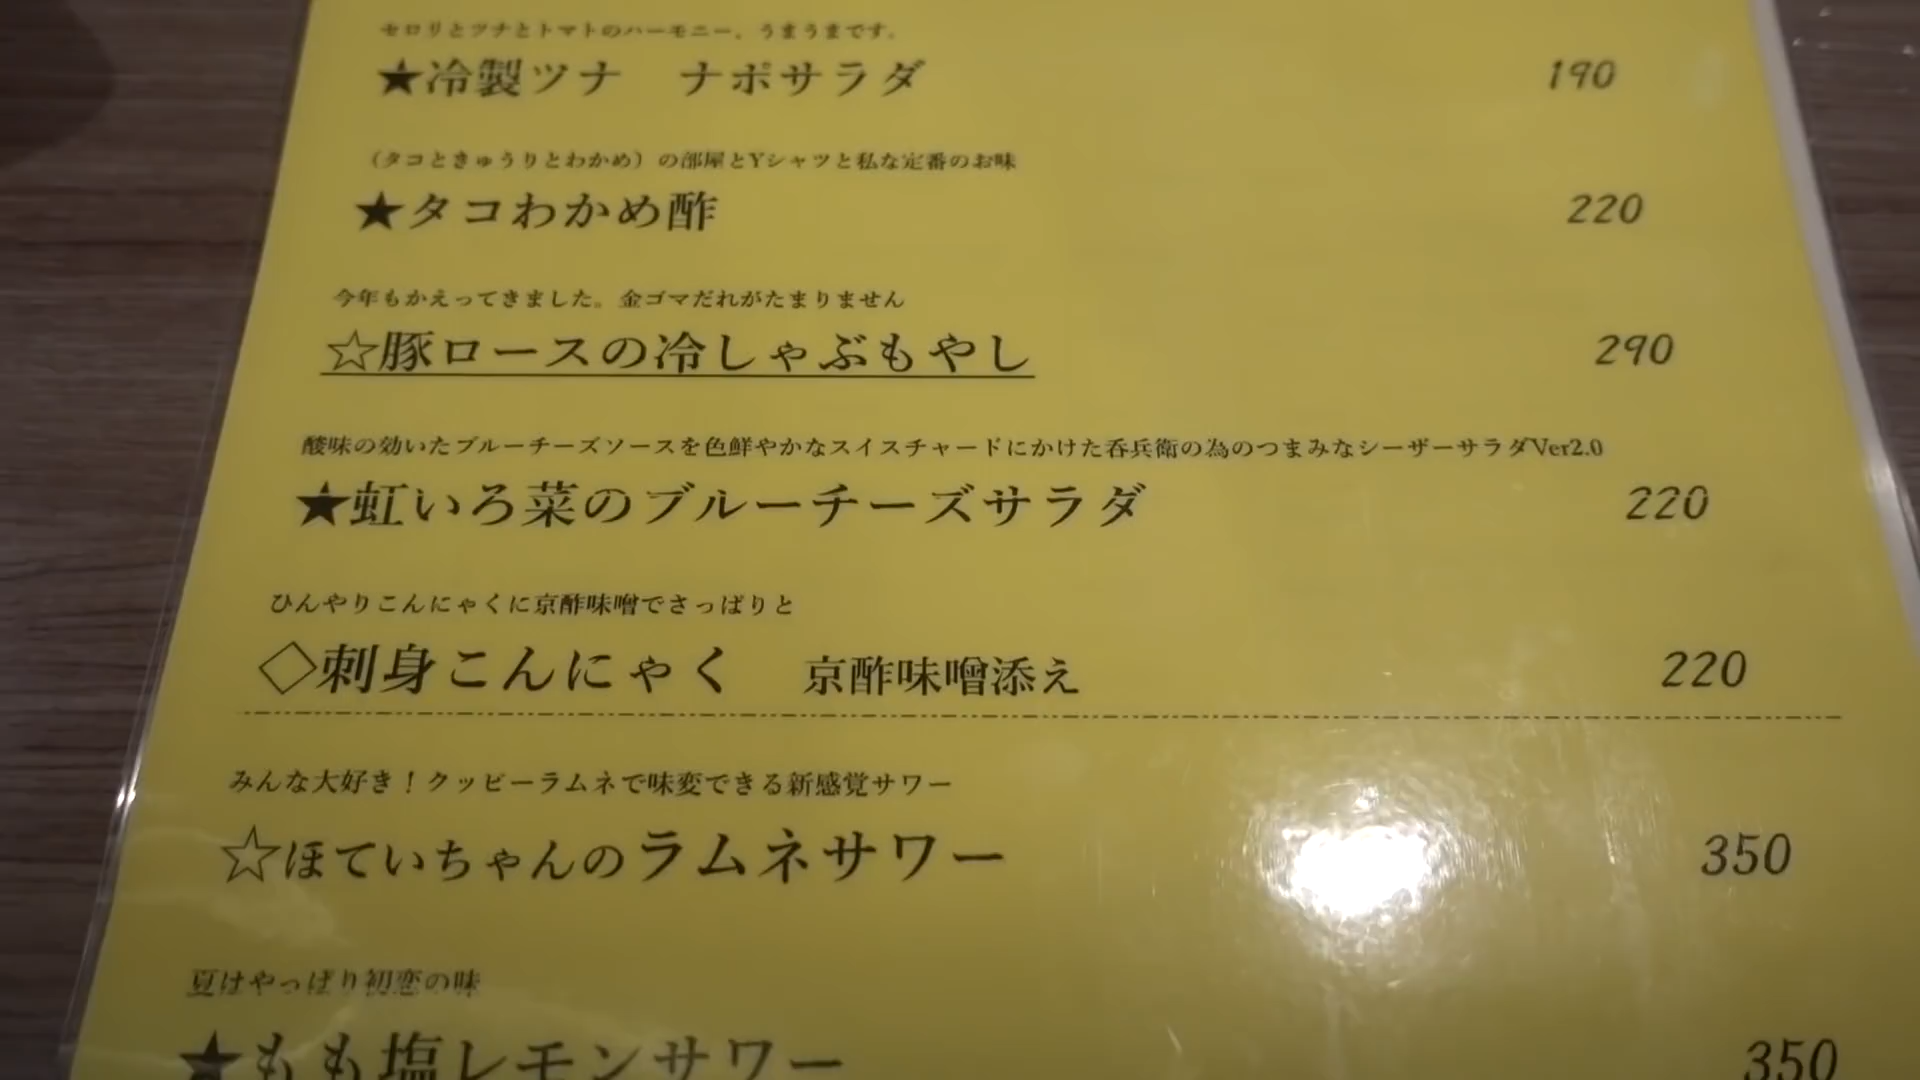 セロリとツナとトマトのハーモニー、うまうまです。
★冷製ツナ　ナポサラダ 190
（タコときゅうりとわかめ）の部屋とYシャツと私な定番のお味
★タコわかめ酢 220
今年もかえってきました。金ゴマだれがたまりません
☆豚ロースの冷しゃぶもやし 290
酸味の効いたブルーチーズソースを色鮮やかなスイスチャードにかけた呑兵衛の為のつまみなシーザーサラダVer2.0
★虹いろ菜のブルーチーズサラダ 220
ひんやりこんにゃくに京酢味噌でさっぱりと
◇刺身こんにゃく　京酢味噌添え 220
みんな大好き！クッピーラムネで味変できる新感覚サワー
☆ほていちゃんのラムネサワー 350
夏はやっぱり初恋の味
★もも塩レモンサワー 350